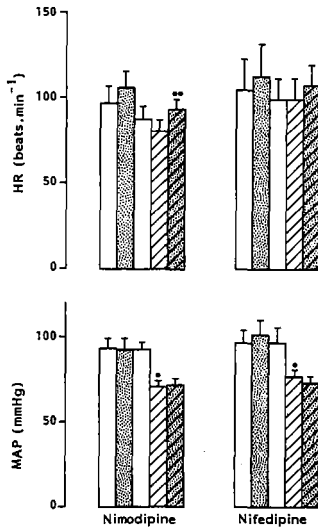 HR (beats.min⁻¹)
150
100
50
0
**
MAP (mmHg)
100
50
0
*
*
Nimodipine
Nifedipine